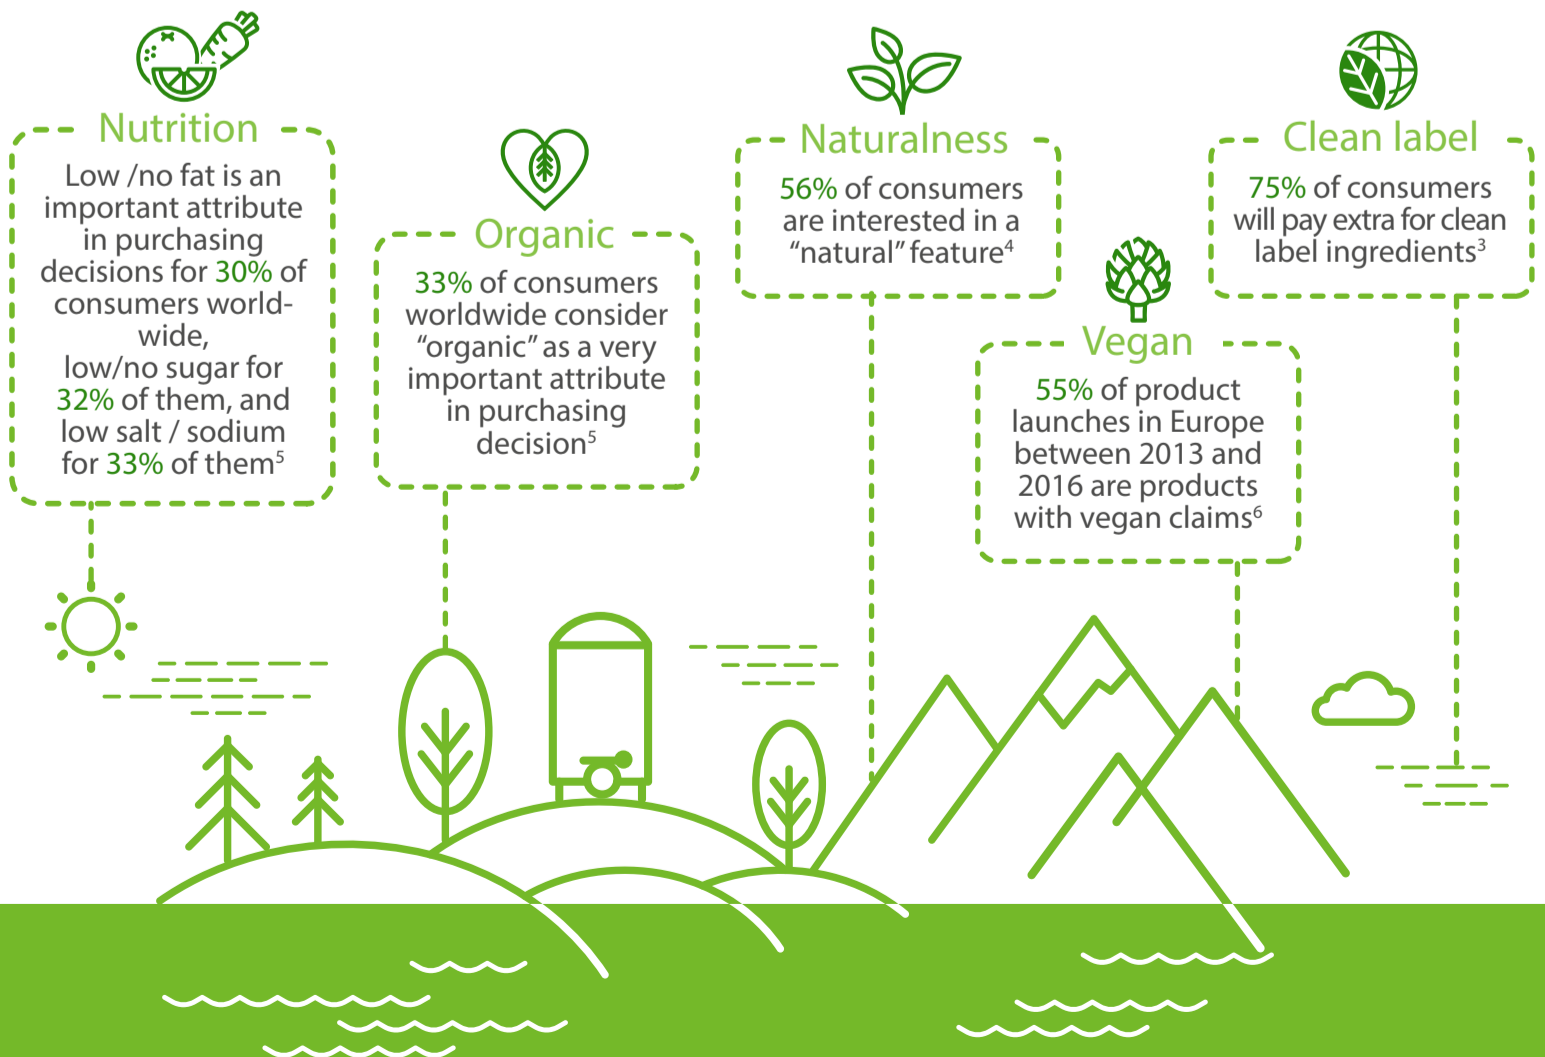 Nutrition
Low /no fat is an
important attribute
in purchasing
decisions for 30% of
consumers world-
wide,
low/no sugar for
32% of them, and
low salt / sodium
for 33% of them⁵
Organic
33% of consumers
worldwide consider
“organic” as a very
important attribute
in purchasing
decision⁵
Naturalness
56% of consumers
are interested in a
“natural” feature⁴
Vegan
55% of product
launches in Europe
between 2013 and
2016 are products
with vegan claims⁶
Clean label
75% of consumers
will pay extra for clean
label ingredients³